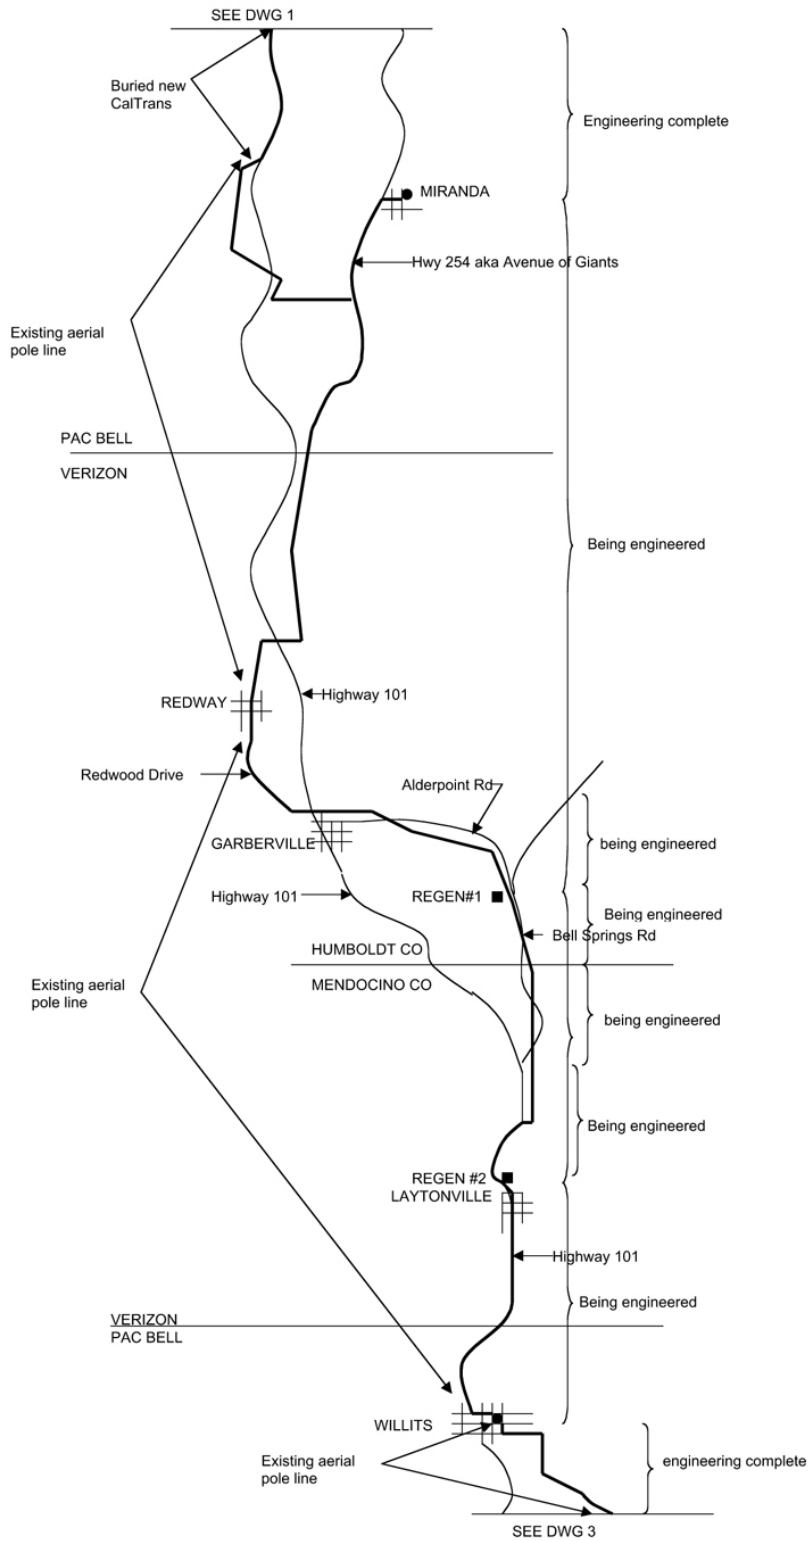 SEE DWG 1
Buried new
CalTrans
Engineering complete
MIRANDA
Hwy 254 aka Avenue of Giants
Existing aerial
pole line
PAC BELL
VERIZON
Being engineered
REDWAY
Highway 101
Redwood Drive
Alderpoint Rd
GARBERVILLE
being engineered
Highway 101
REGEN#1
Being engineered
Bell Springs Rd
HUMBOLDT CO
MENDOCINO CO
Existing aerial
pole line
being engineered
Being engineered
REGEN #2
LAYTONVILLE
Highway 101
Being engineered
VERIZON
PAC BELL
WILLITS
Existing aerial
pole line
engineering complete
SEE DWG 3